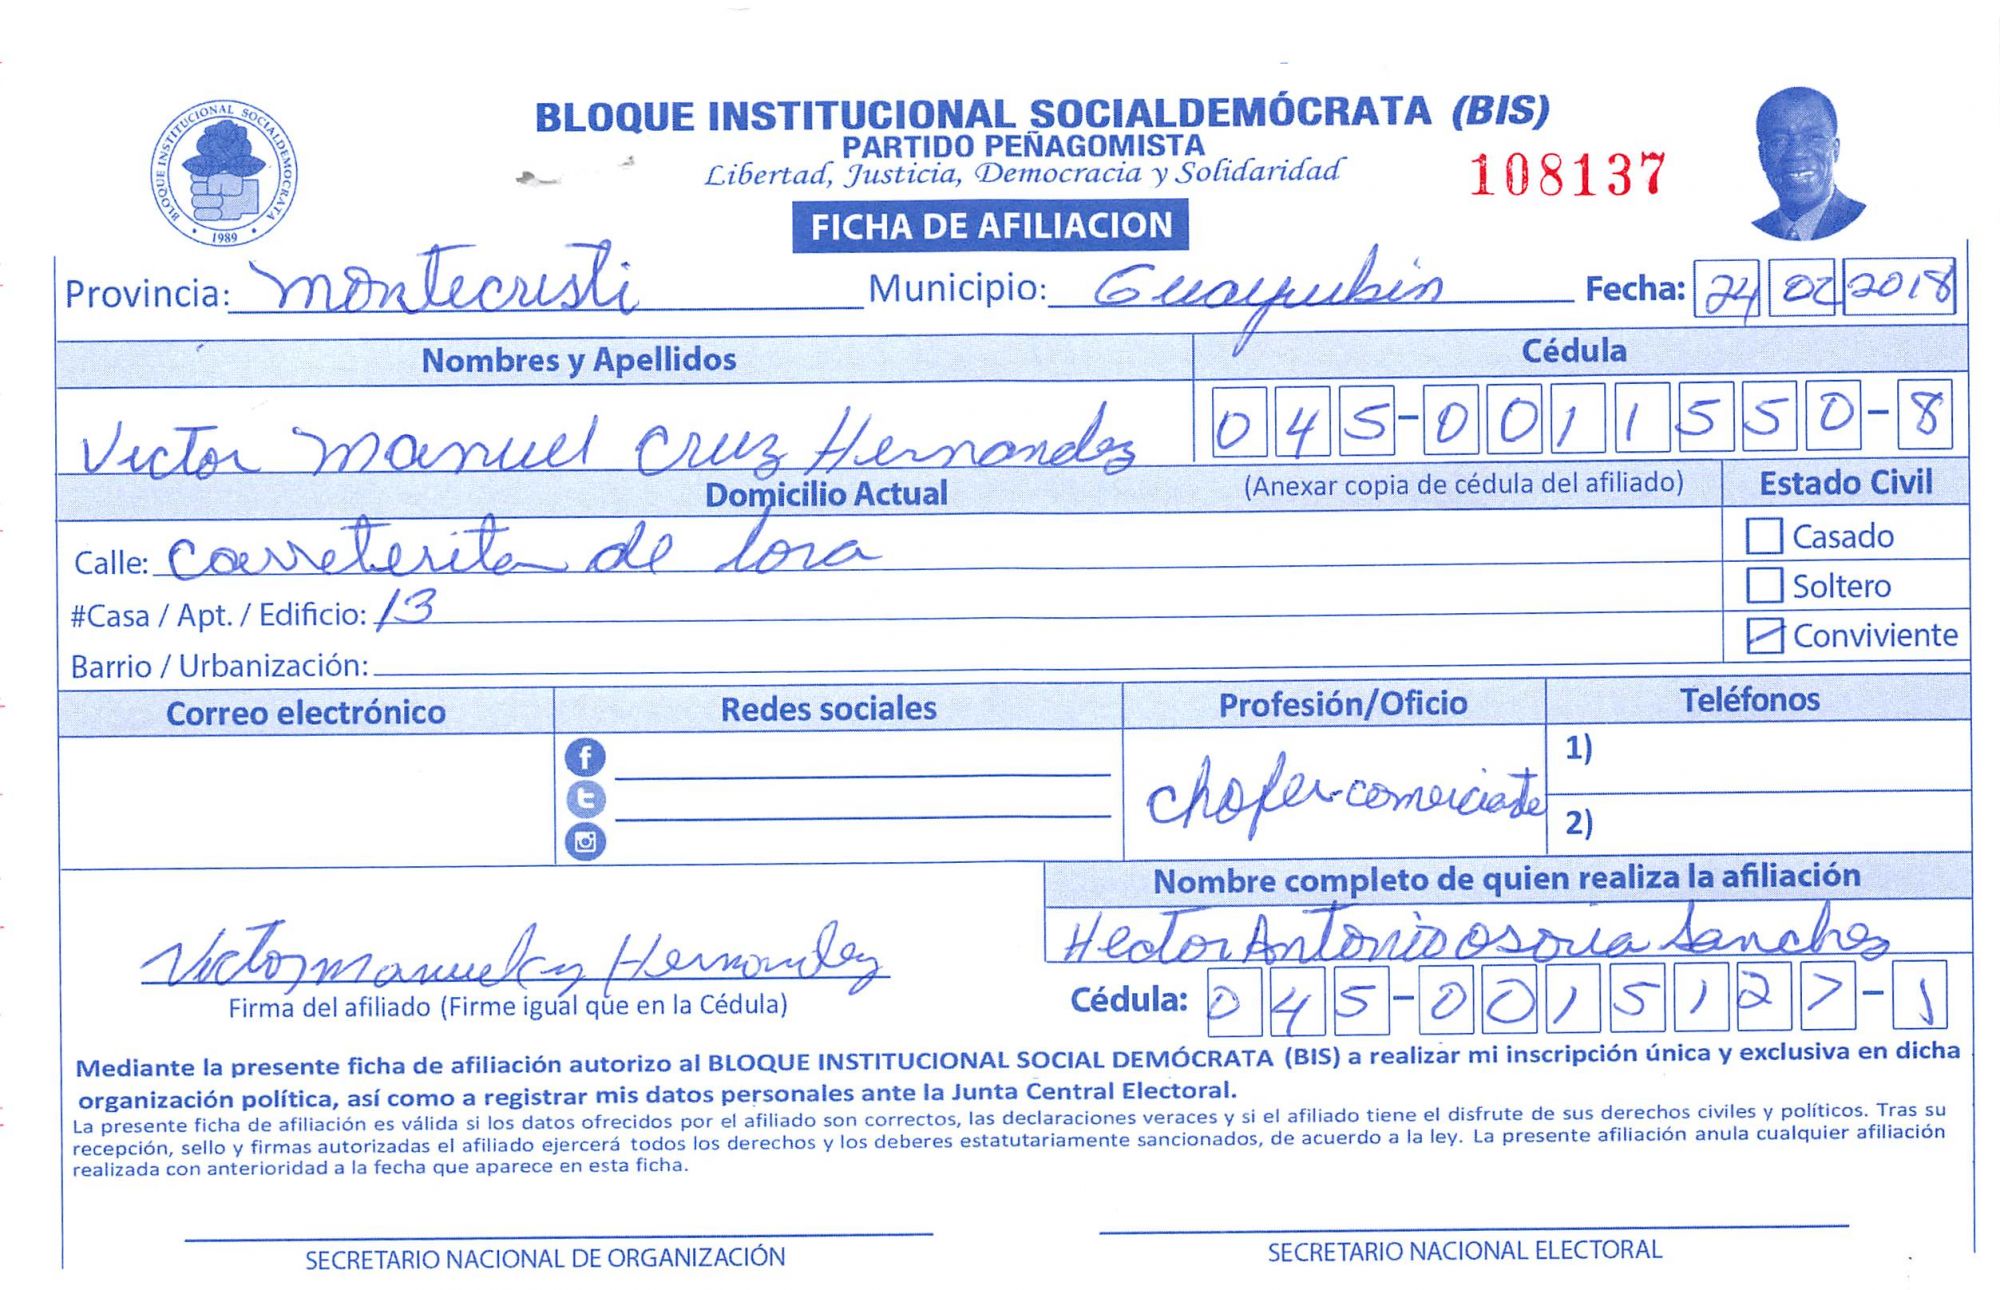 BLOQUE INSTITUCIONAL SOCIALDEMÓCRATA (BIS)
PARTIDO PEÑAGOMISTA
Libertad, Justicia, Democracia y Solidaridad
108137
BLOQUE INSTITUCIONAL SOCIALDEMOCRATA
• 1989 •
FICHA DE AFILIACION
Provincia: Montecristi Municipio: Guayubin Fecha: 24 02 2018
Nombres y Apellidos Cédula
Victor Manuel Cruz Hernandez 045-0011550-8
Domicilio Actual (Anexar copia de cédula del afiliado) Estado Civil
Calle: Carreterita de lora
Casado
#Casa / Apt. / Edificio: 13
Soltero
Barrio / Urbanización:
Conviviente
Correo electrónico Redes sociales Profesión/Oficio Teléfonos
1)
chofer-comerciante
2)
Nombre completo de quien realiza la afiliación
Hector Antonio Osoria Sanchez
Victor Manuel Cruz Hernandez
Firma del afiliado (Firme igual que en la Cédula)
Cédula: 045-0015127-1
Mediante la presente ficha de afiliación autorizo al BLOQUE INSTITUCIONAL SOCIAL DEMÓCRATA (BIS) a realizar mi inscripción única y exclusiva en dicha
organización política, así como a registrar mis datos personales ante la Junta Central Electoral.
La presente ficha de afiliación es válida si los datos ofrecidos por el afiliado son correctos, las declaraciones veraces y si el afiliado tiene el disfrute de sus derechos civiles y políticos. Tras su
recepción, sello y firmas autorizadas el afiliado ejercerá todos los derechos y los deberes estatutariamente sancionados, de acuerdo a la ley. La presente afiliación anula cualquier afiliación
realizada con anterioridad a la fecha que aparece en esta ficha.
SECRETARIO NACIONAL DE ORGANIZACIÓN
SECRETARIO NACIONAL ELECTORAL